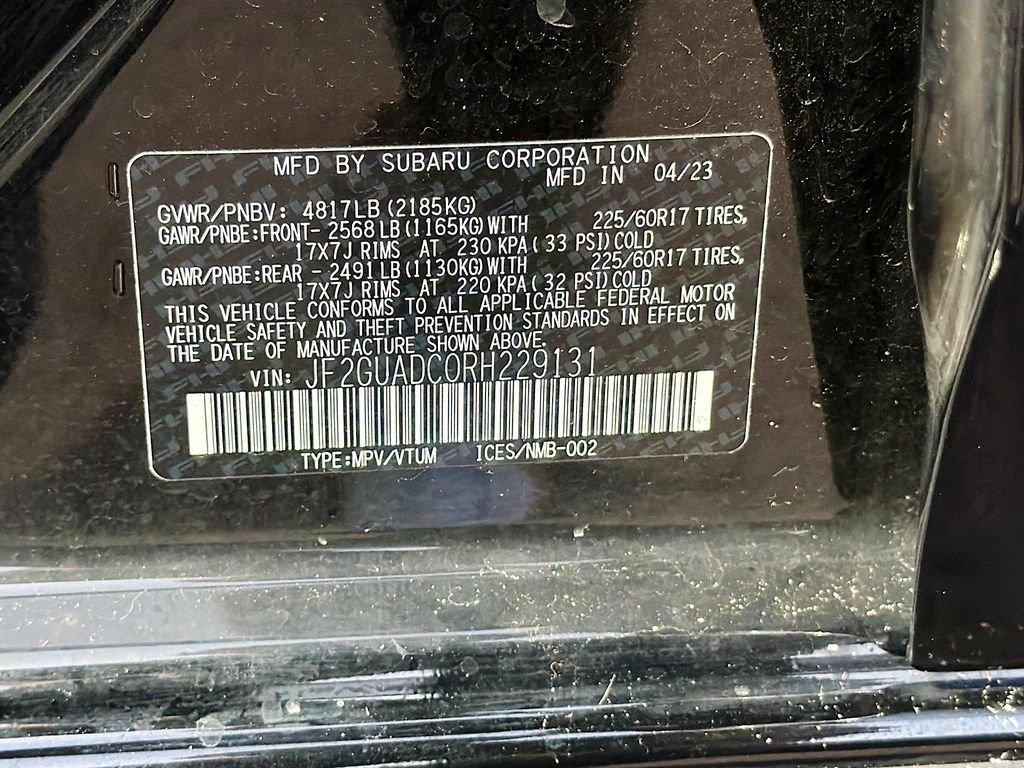 MFD BY SUBARU CORPORATION
MFD IN 04/23
GVWR/PNBV: 4817LB (2185KG)
GAWR/PNBE:FRONT- 2568 LB(1165KG) WITH 225/60R17 TIRES,
17X7J RIMS AT 230 KPA( 33 PSI) COLD
GAWR/PNBE:REAR - 2491 LB(1130KG) WITH 225/60R17 TIRES,
17X7J RIMS AT 220 KPA( 32 PSI) COLD
THIS VEHICLE CONFORMS TO ALL APPLICABLE FEDERAL MOTOR
VEHICLE SAFETY AND THEFT PREVENTION STANDARDS IN EFFECT ON
THE DATE OF MANUFACTURE SHOWN ABOVE.
VIN: JF2GUADC0RH229131
TYPE:MPV/VTUM ICES/NMB-002